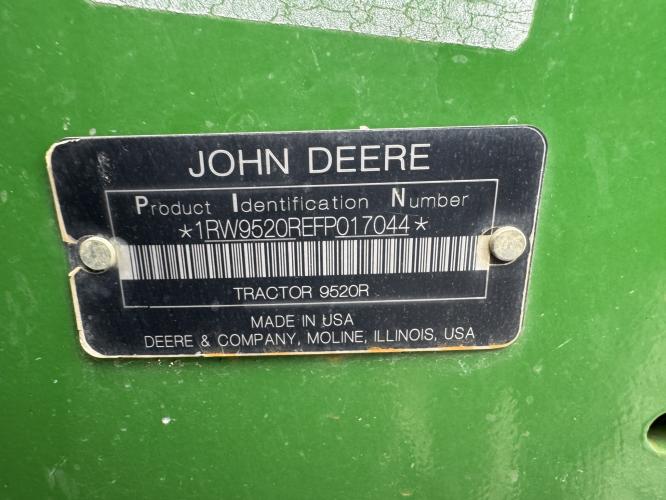 JOHN DEERE
Product Identification Number
*1RW9520REFP017044*
TRACTOR 9520R
MADE IN USA
DEERE & COMPANY, MOLINE, ILLINOIS, USA